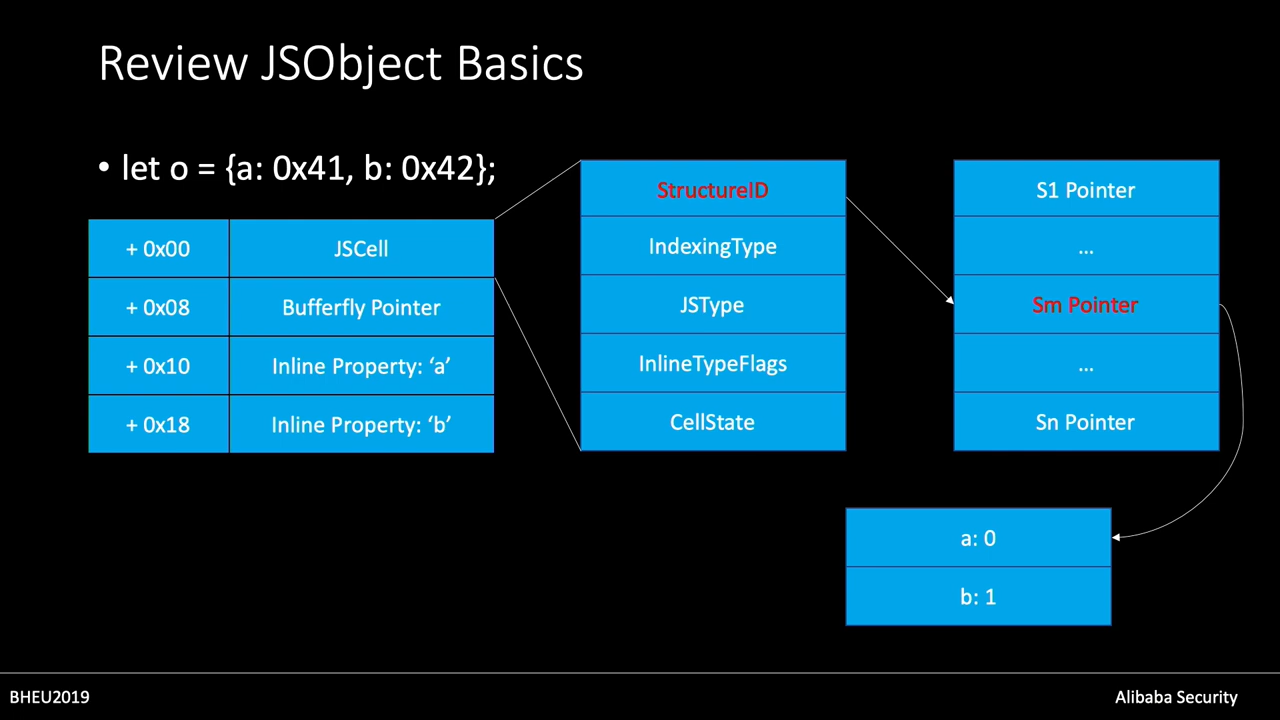 Review JSObject Basics
• let o = {a: 0x41, b: 0x42};
+ 0x00 JSCell
+ 0x08 Bufferfly Pointer
+ 0x10 Inline Property: ‘a’
+ 0x18 Inline Property: ‘b’
StructureID
IndexingType
JSType
InlineTypeFlags
CellState
S1 Pointer
...
Sm Pointer
...
Sn Pointer
a: 0
b: 1
BHEU2019
Alibaba Security